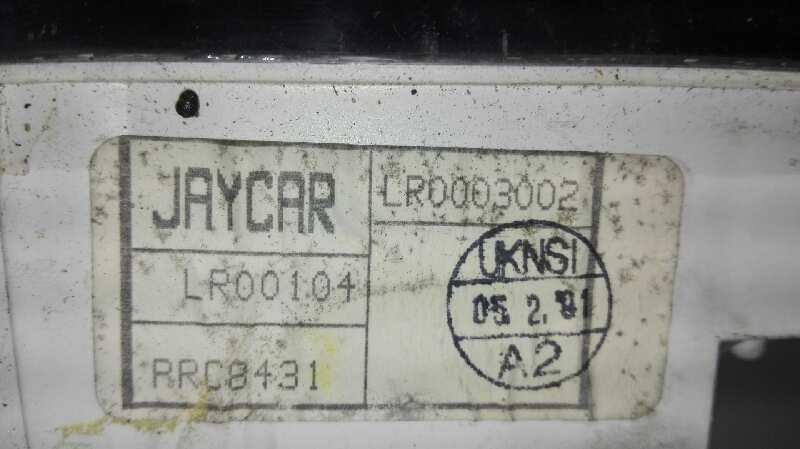 JAYCAR
LR0003002
LR00104
RRC8431
UKNSI
05. 2. '91
A2